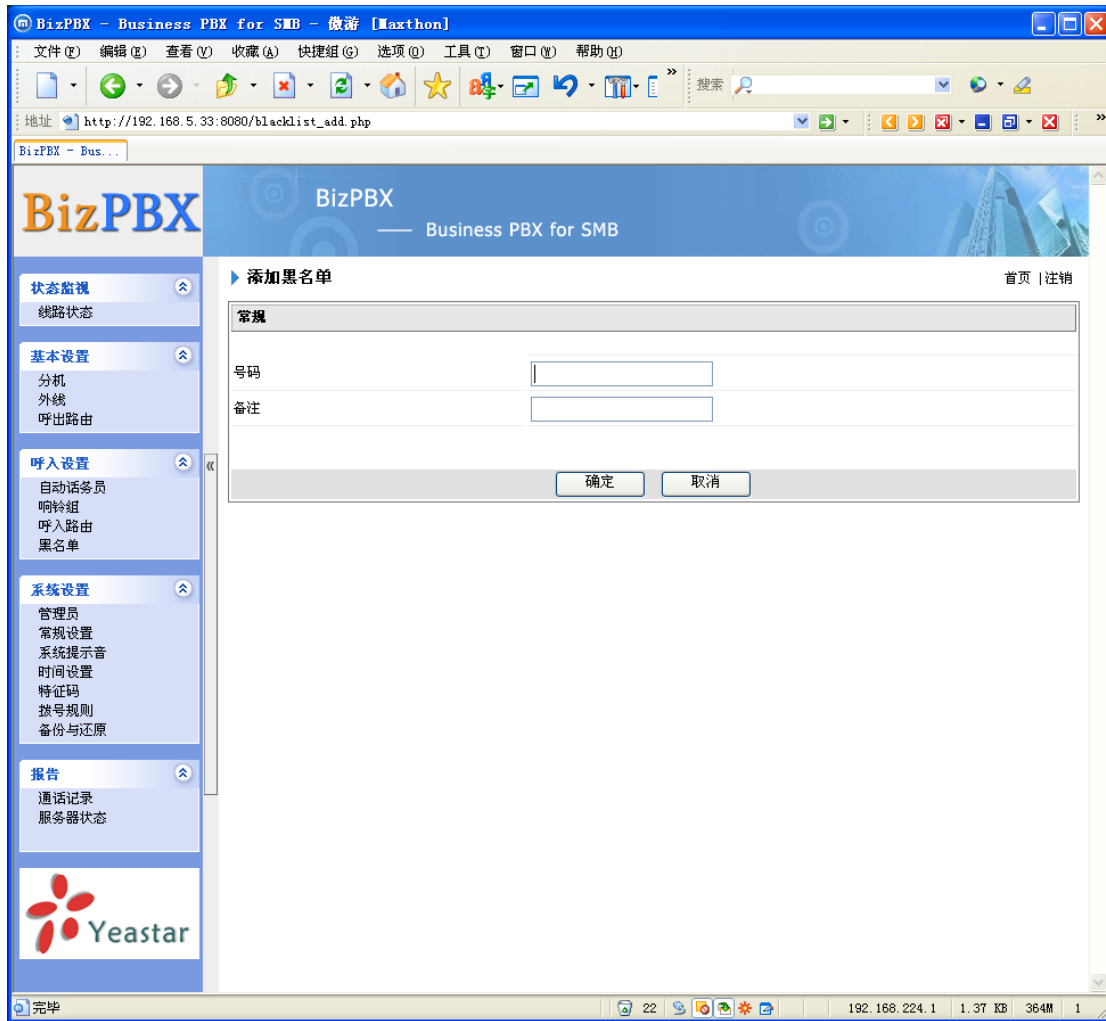 BizPBX - Business PBX for SMB - 傲游 [Maxthon]
文件(F) 编辑(E) 查看(V) 收藏(A) 快捷组(G) 选项(O) 工具(T) 窗口(W) 帮助(H)
搜索
地址 http://192.168.5.33:8080/blacklist_add.php
BizPBX - Bus...
BizPBX
BizPBX
—— Business PBX for SMB
状态监视
线路状态
基本设置
分机
外线
呼出路由
呼入设置
自动话务员
响铃组
呼入路由
黑名单
系统设置
管理员
常规设置
系统提示音
时间设置
特征码
拨号规则
备份与还原
报告
通话记录
服务器状态
Yeastar
添加黑名单
首页 |注销
常规
号码
备注
确定 取消
完毕 22 192.168.224.1 1.37 KB 364M 1